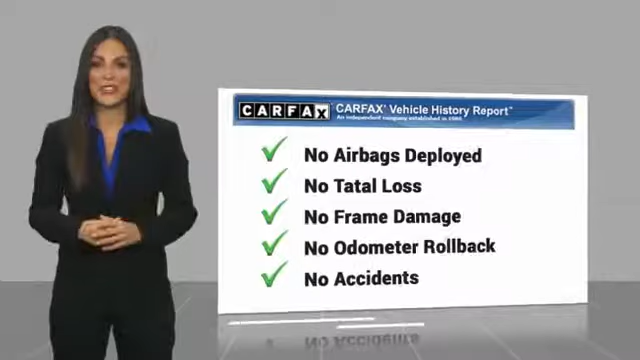 CARFAX CARFAX® Vehicle History Report™
An independent company established in 1986
No Airbags Deployed
No Tatal Loss
No Frame Damage
No Odometer Rollback
No Accidents